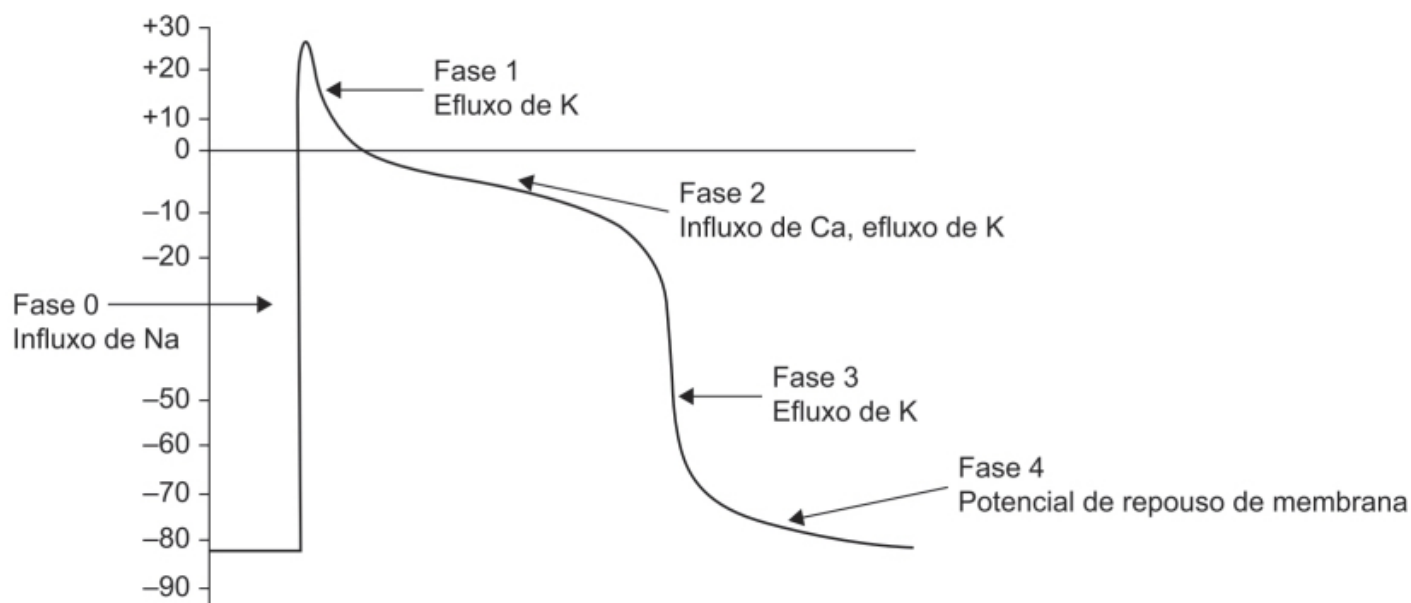 +30
+20
+10
0
–10
–20
–50
–60
–70
–80
–90
Fase 0
Influxo de Na
Fase 1
Efluxo de K
Fase 2
Influxo de Ca, efluxo de K
Fase 3
Efluxo de K
Fase 4
Potencial de repouso de membrana